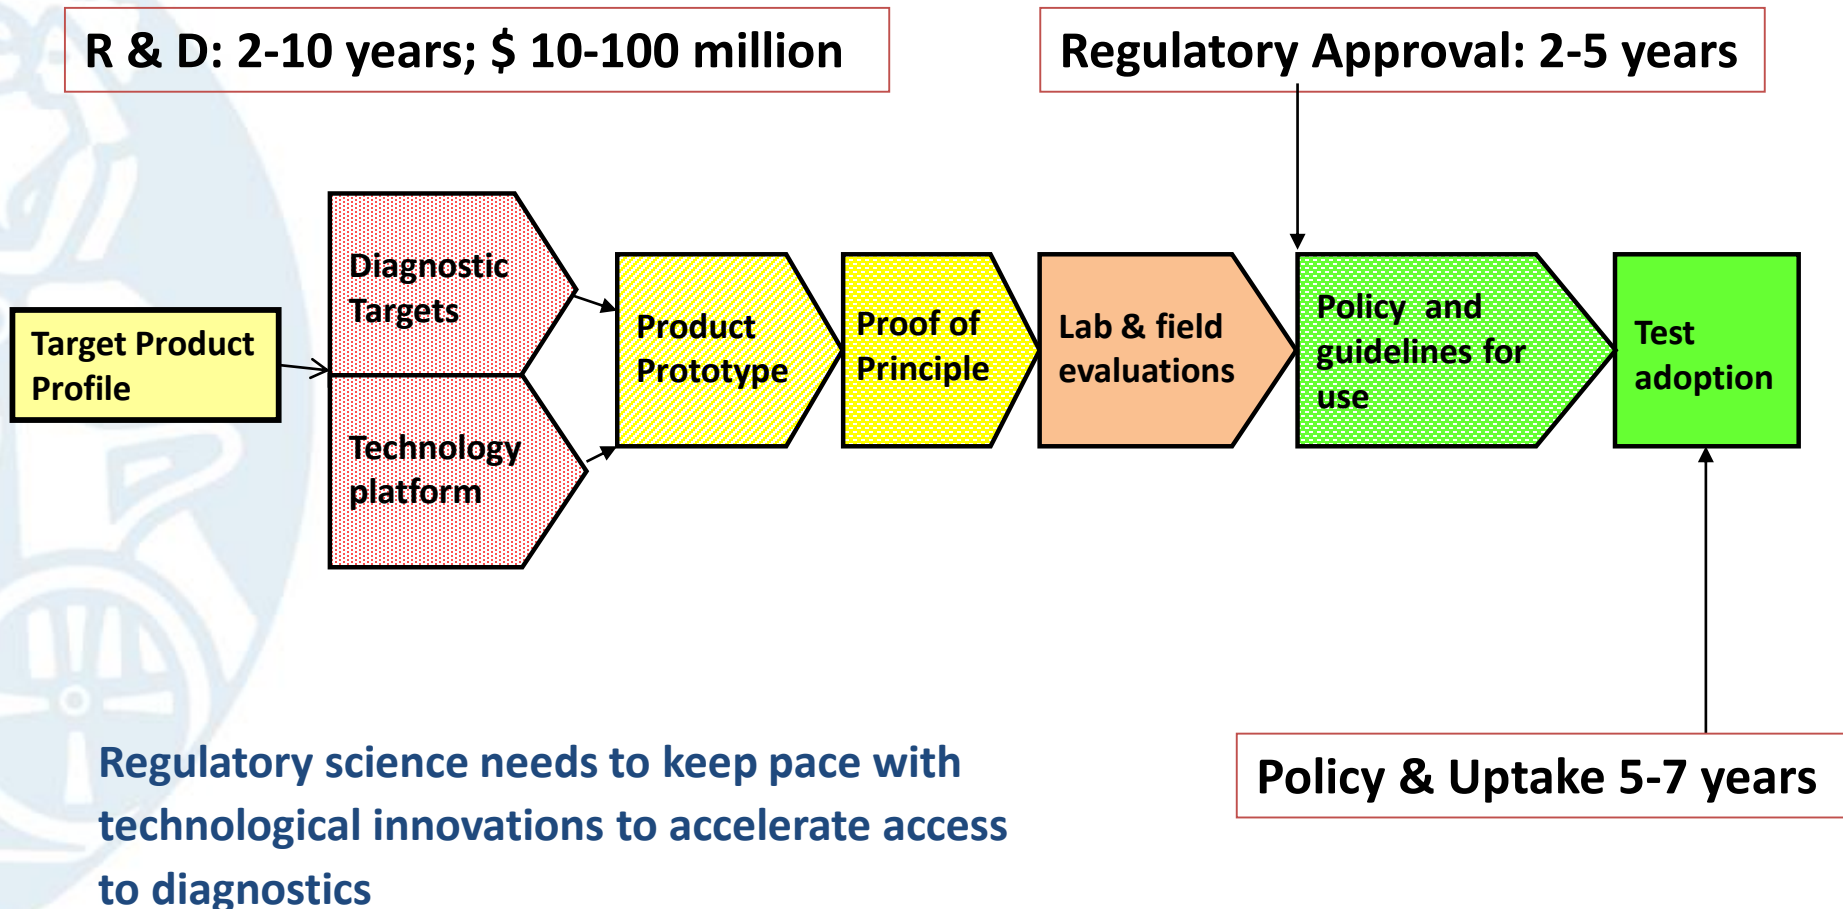 R & D: 2-10 years; $ 10-100 million
Regulatory Approval: 2-5 years
Target Product
Profile
Diagnostic
Targets
Technology
platform
Product
Prototype
Proof of
Principle
Lab & field
evaluations
Policy and
guidelines for
use
Test
adoption
Regulatory science needs to keep pace with
technological innovations to accelerate access
to diagnostics
Policy & Uptake 5-7 years